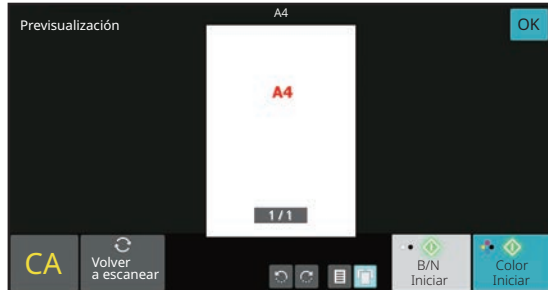 A4
Previsualización
OK
A4
1 / 1
CA
Volver
a escanear
B/N
Iniciar
Color
Iniciar